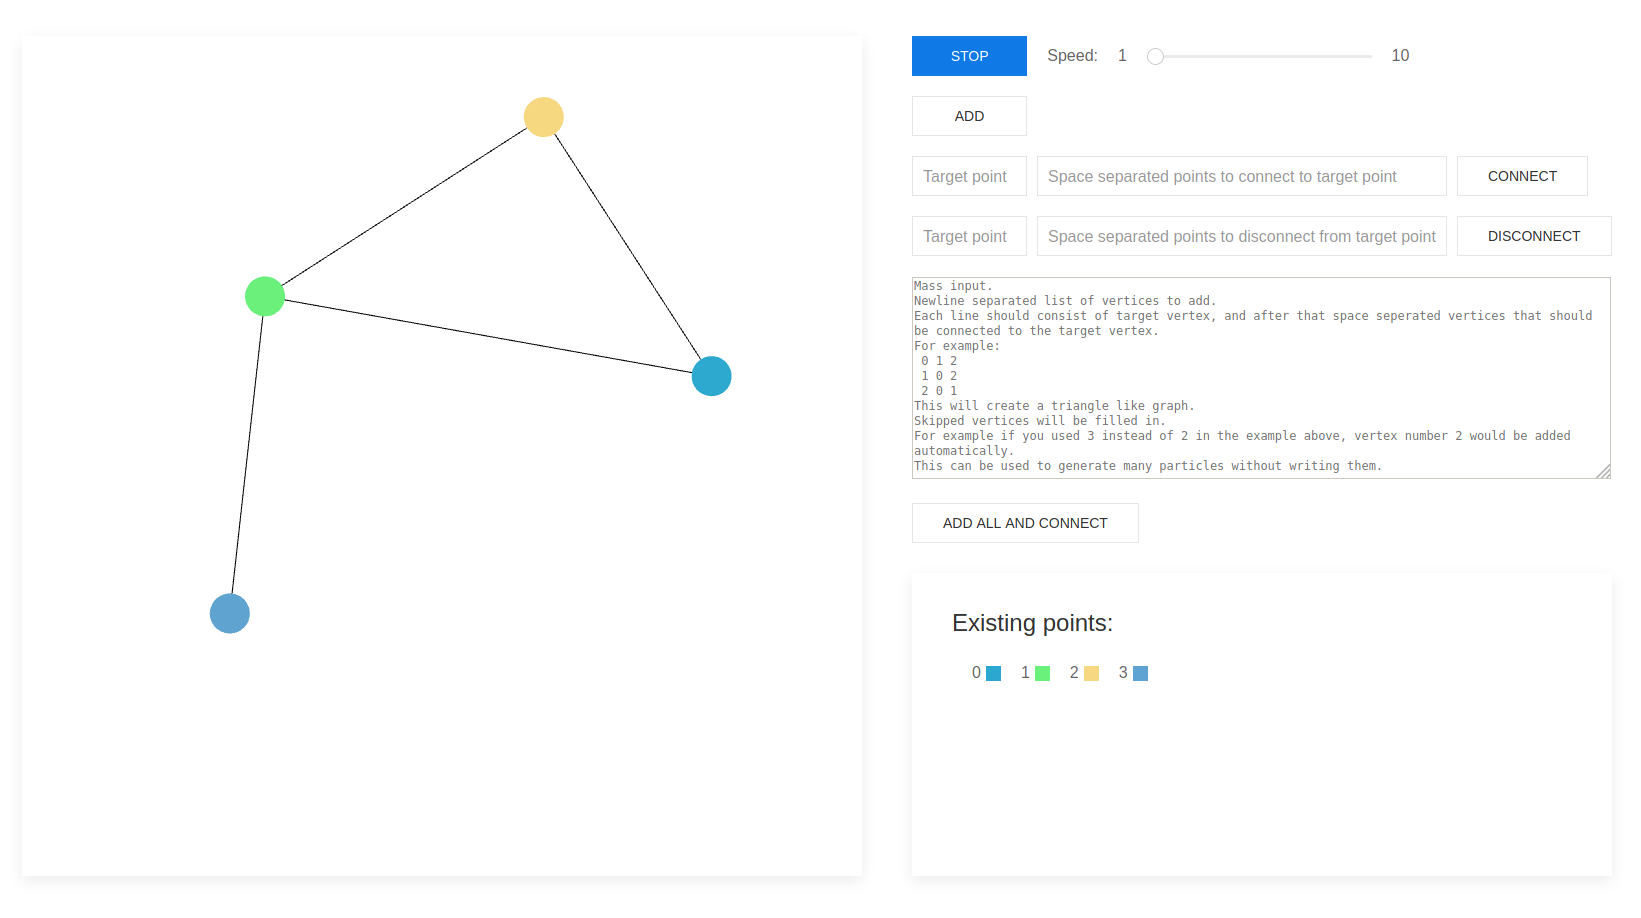 STOP Speed: 1 10
ADD
Target point Space separated points to connect to target point CONNECT
Target point Space separated points to disconnect from target point DISCONNECT
Mass input.
Newline separated list of vertices to add.
Each line should consist of target vertex, and after that space seperated vertices that should
be connected to the target vertex.
For example:
0 1 2
1 0 2
2 0 1
This will create a triangle like graph.
Skipped vertices will be filled in.
For example if you used 3 instead of 2 in the example above, vertex number 2 would be added
automatically.
This can be used to generate many particles without writing them.
ADD ALL AND CONNECT
Existing points:
0 1 2 3